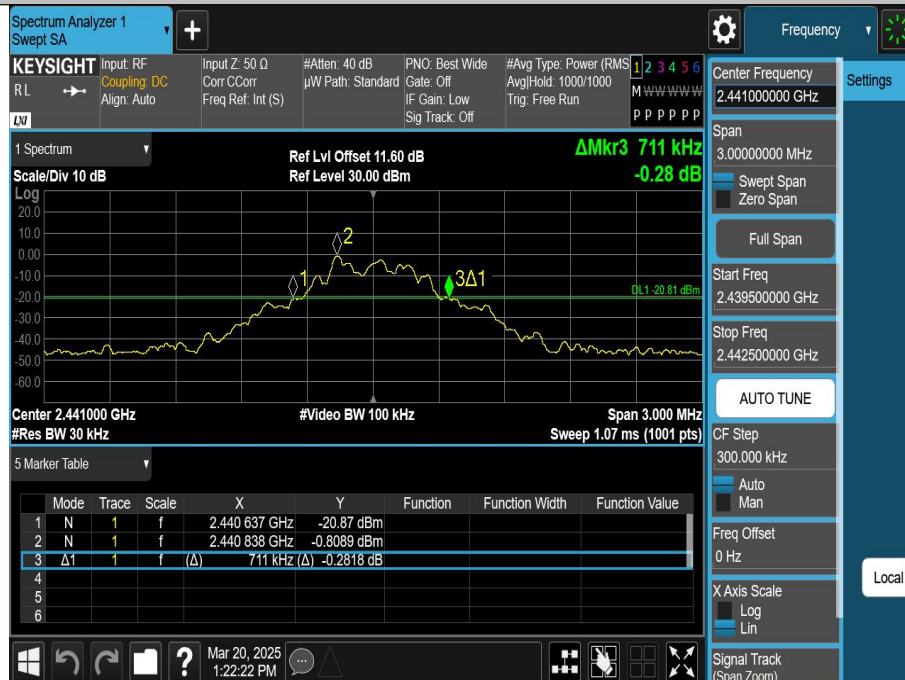 Spectrum Analyzer 1
Swept SA
+
Frequency
KEYSIGHT
RL
LXI
Input: RF
Coupling: DC
Align: Auto
Input Z: 50 Ω
Corr CCorr
Freq Ref: Int (S)
#Atten: 40 dB
µW Path: Standard
PNO: Best Wide
Gate: Off
IF Gain: Low
Sig Track: Off
#Avg Type: Power (RMS
Avg|Hold: 1000/1000
Trig: Free Run
1 2 3 4 5 6
M W W W W W
P P P P P P
1 Spectrum
Scale/Div 10 dB
Ref Lvl Offset 11.60 dB
Ref Level 30.00 dBm
ΔMkr3 711 kHz
-0.28 dB
Log
20.0
10.0
0.00
-10.0
-20.0
-30.0
-40.0
-50.0
-60.0
2
1
3Δ1
DL1 -20.81 dBm
Center 2.441000 GHz
#Video BW 100 kHz
Span 3.000 MHz
#Res BW 30 kHz
Sweep 1.07 ms (1001 pts)
5 Marker Table
Mode Trace Scale X Y Function Function Width Function Value
1 N 1 f 2.440 637 GHz -20.87 dBm
2 N 1 f 2.440 838 GHz -0.8089 dBm
3 Δ1 1 f (Δ) 711 kHz (Δ) -0.2818 dB
4
5
6
?
Mar 20, 2025
1:22:22 PM
Center Frequency
2.441000000 GHz
Settings
Span
3.00000000 MHz
Swept Span
Zero Span
Full Span
Start Freq
2.439500000 GHz
Stop Freq
2.442500000 GHz
AUTO TUNE
CF Step
300.000 kHz
Auto
Man
Freq Offset
0 Hz
Local
X Axis Scale
Log
Lin
Signal Track
(Span Zoom)